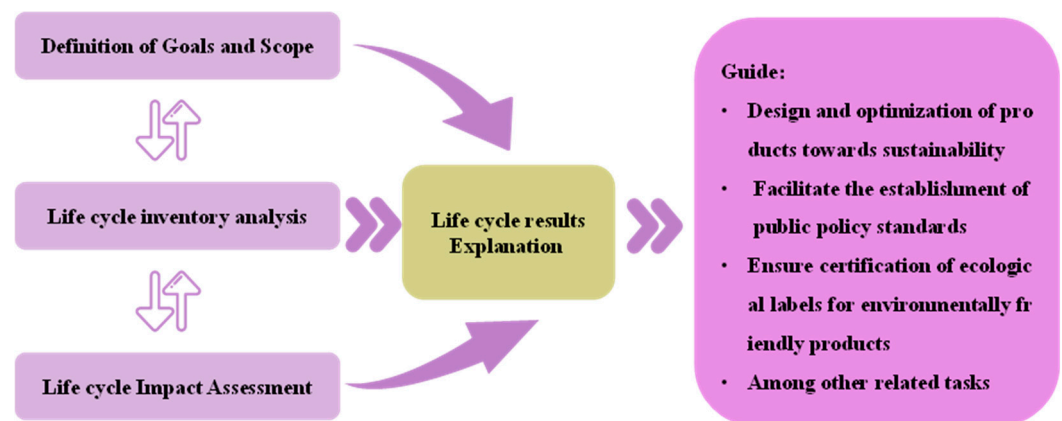 Definition of Goals and Scope
Life cycle inventory analysis
Life cycle Impact Assessment
Life cycle results
Explanation
Guide:
• Design and optimization of pro
ducts towards sustainability
• Facilitate the establishment of
public policy standards
• Ensure certification of ecologic
al labels for environmentally fr
iendly products
• Among other related tasks